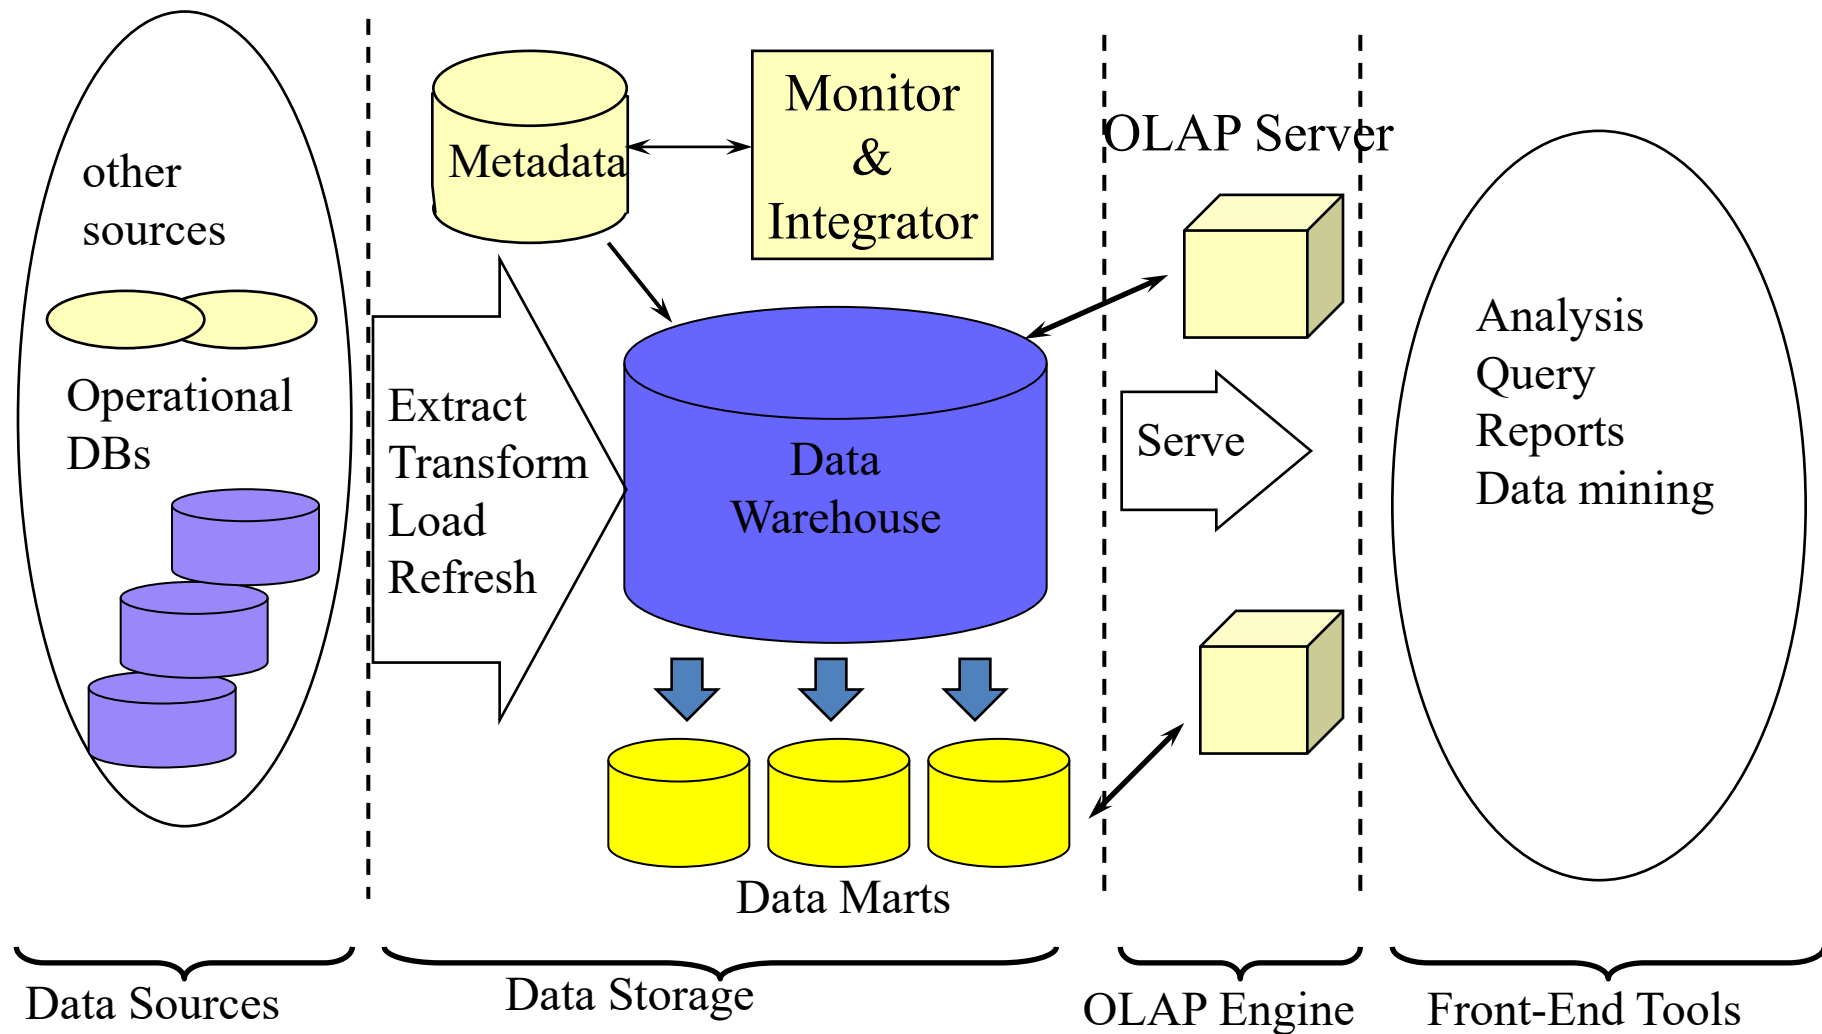 other
sources
Operational
DBs
Extract
Transform
Load
Refresh
Metadata
Monitor
&
Integrator
Data
Warehouse
Data Marts
OLAP Server
Serve
Analysis
Query
Reports
Data mining
Data Sources
Data Storage
OLAP Engine
Front-End Tools